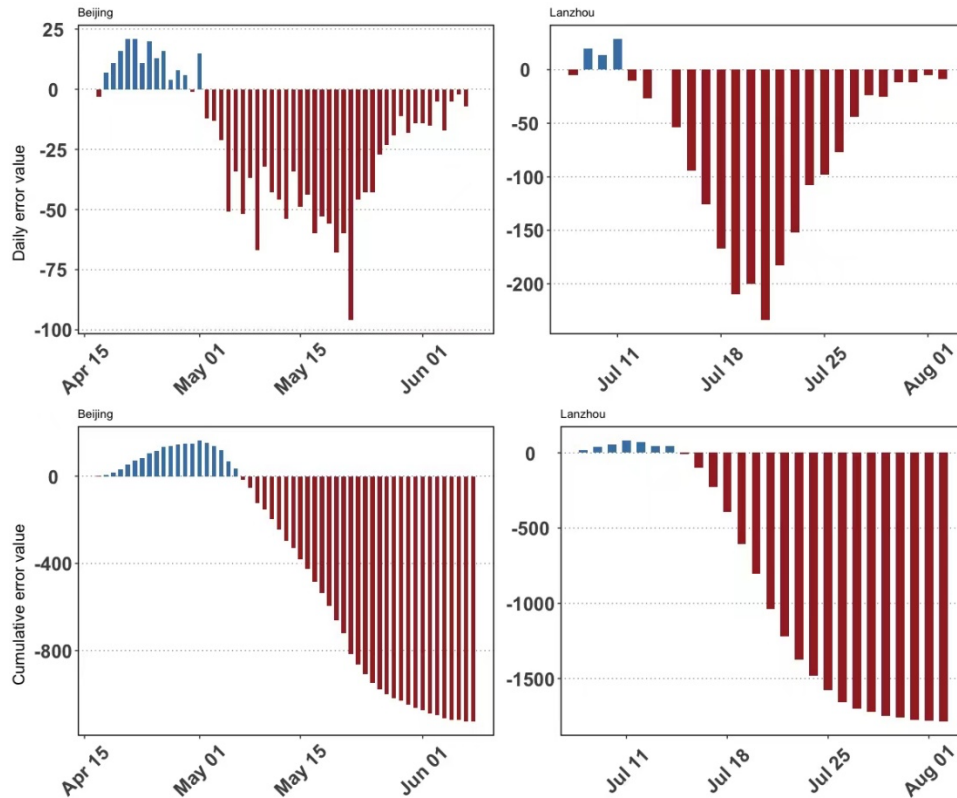 Beijing
Lanzhou
Daily error value
25
0
-25
-50
-75
-100
0
-50
-100
-150
-200
Apr 15
May 01
May 15
Jun 01
Jul 11
Jul 18
Jul 25
Aug 01
Beijing
Lanzhou
Cumulative error value
0
-400
-800
0
-500
-1000
-1500
Apr 15
May 01
May 15
Jun 01
Jul 11
Jul 18
Jul 25
Aug 01